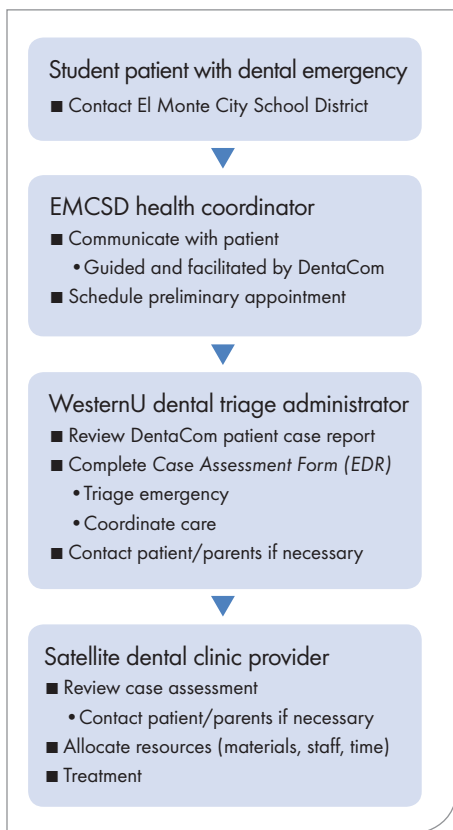 Student patient with dental emergency
■ Contact El Monte City School District
EMCSD health coordinator
■ Communicate with patient
• Guided and facilitated by DentaCom
■ Schedule preliminary appointment
WesternU dental triage administrator
■ Review DentaCom patient case report
■ Complete Case Assessment Form (EDR)
• Triage emergency
• Coordinate care
■ Contact patient/parents if necessary
Satellite dental clinic provider
■ Review case assessment
• Contact patient/parents if necessary
■ Allocate resources (materials, staff, time)
■ Treatment